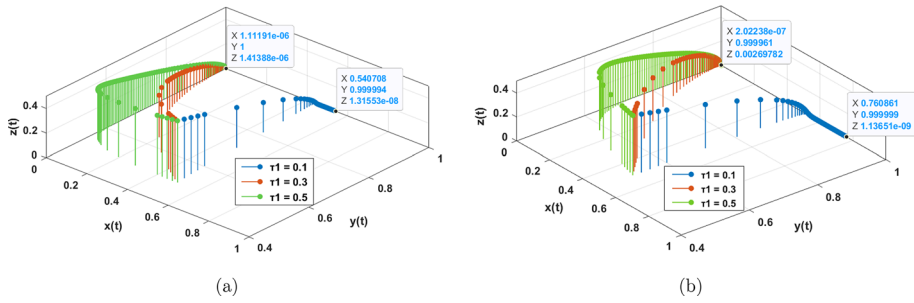 X 1.11191e-06
Y 1
Z 1.41388e-06
X 0.540708
Y 0.999994
Z 1.31553e-08
z(t)
0.4
0.2
0
0
0.2
0.4
0.6
0.8
1
x(t)
0.4
0.6
0.8
1
y(t)
τ1 = 0.1
τ1 = 0.3
τ1 = 0.5
(a)
X 2.02238e-07
Y 0.999961
Z 0.00269782
X 0.760861
Y 0.999999
Z 1.13651e-09
z(t)
0.4
0.2
0
0
0.2
0.4
0.6
0.8
1
x(t)
0.4
0.6
0.8
1
y(t)
τ1 = 0.1
τ1 = 0.3
τ1 = 0.5
(b)